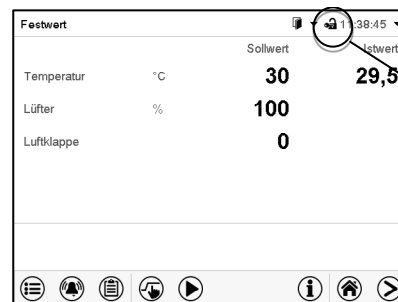 Festwert 11:38:45
Sollwert Istwert
Temperatur °C 30 29,5
Lüfter % 100
Luftklappe 0